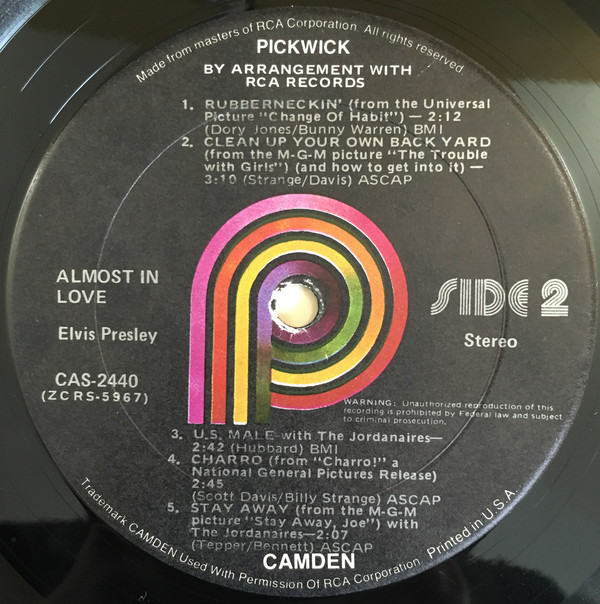 Made from masters of RCA Corporation. All rights reserved.
PICKWICK
BY ARRANGEMENT WITH
RCA RECORDS
1. RUBBERNECKIN' (from the Universal
Picture "Change Of Habit") — 2:12
(Dory Jones/Bunny Warren) BMI
2. CLEAN UP YOUR OWN BACK YARD
(from the M-G-M picture "The Trouble
with Girls") (and how to get into it) —
3:10 (Strange/Davis) ASCAP
ALMOST IN
LOVE
Elvis Presley
CAS-2440
(ZCRS-5967)
SIDE 2
Stereo
WARNING: Unauthorized reproduction of this
recording is prohibited by Federal law and subject
to criminal prosecution.
3. U.S. MALE with The Jordanaires—
2:42 (Hubbard) BMI
4. CHARRO (from "Charro!" a
National General Pictures Release)
2:45
(Scott Davis/Billy Strange) ASCAP
5. STAY AWAY (from the M-G-M
picture "Stay Away, Joe") with
The Jordanaires—2:07
(Tepper/Bennett) ASCAP
CAMDEN
Trademark CAMDEN Used With Permission Of RCA Corporation. Printed in U.S.A.